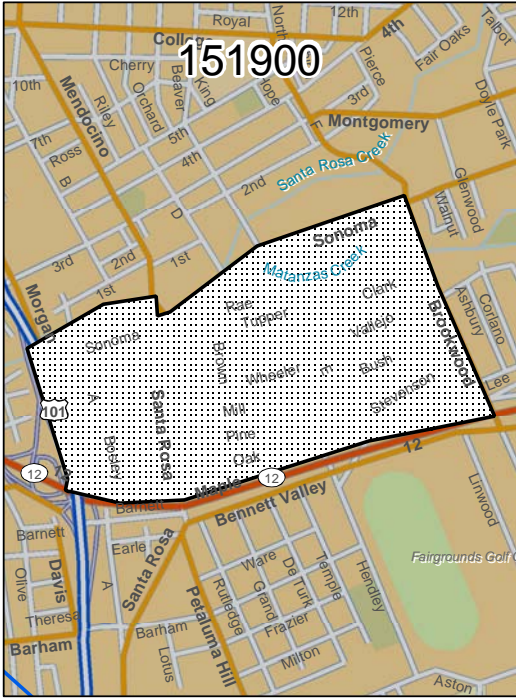 Royal
North
12th
4th
Talbot
College
151900
Fair Oaks
Cherry
Pierce
10th
Mendocino
Riley
Orchard
Beaver
King
Hope
3rd
Doyle Park
7th
Ross
5th
F
Montgomery
4th
B
2nd
Santa Rosa Creek
Glenwood
Walnut
D
Sonoma
3rd
2nd
1st
Matanzas Creek
Morgan
1st
Rae
Clark
Ashbury
Corlano
Tupper
Vallejo
Brookwood
Sonoma
Brown
Wheeler
E
Bush
Lee
101
A
Santa Rosa
Mill
Stevenson
Bosley
Pine
Oak
12
12
Maple
12
Barnett
Bennett Valley
Linwood
Barnett
Earle
Santa Rosa
Fairgrounds Golf C
Olive
Davis
A
Ware
De Turk
Temple
Hendley
Theresa
Petaluma Hill
Rutledge
Grand
Frazier
Barham
Barham
Lotus
Milton
Aston